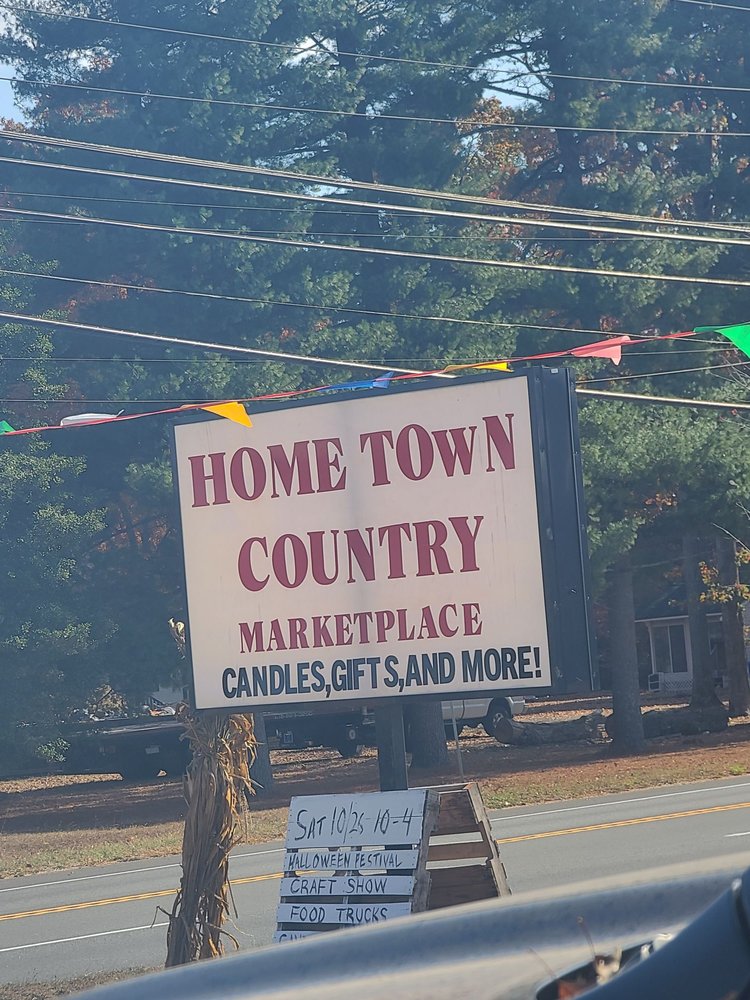 HOME TOWN
COUNTRY
MARKETPLACE
CANDLES, GIFTS, AND MORE!
SAT 10/25 10-4
HALLOWEEN FESTIVAL
CRAFT SHOW
FOOD TRUCKS